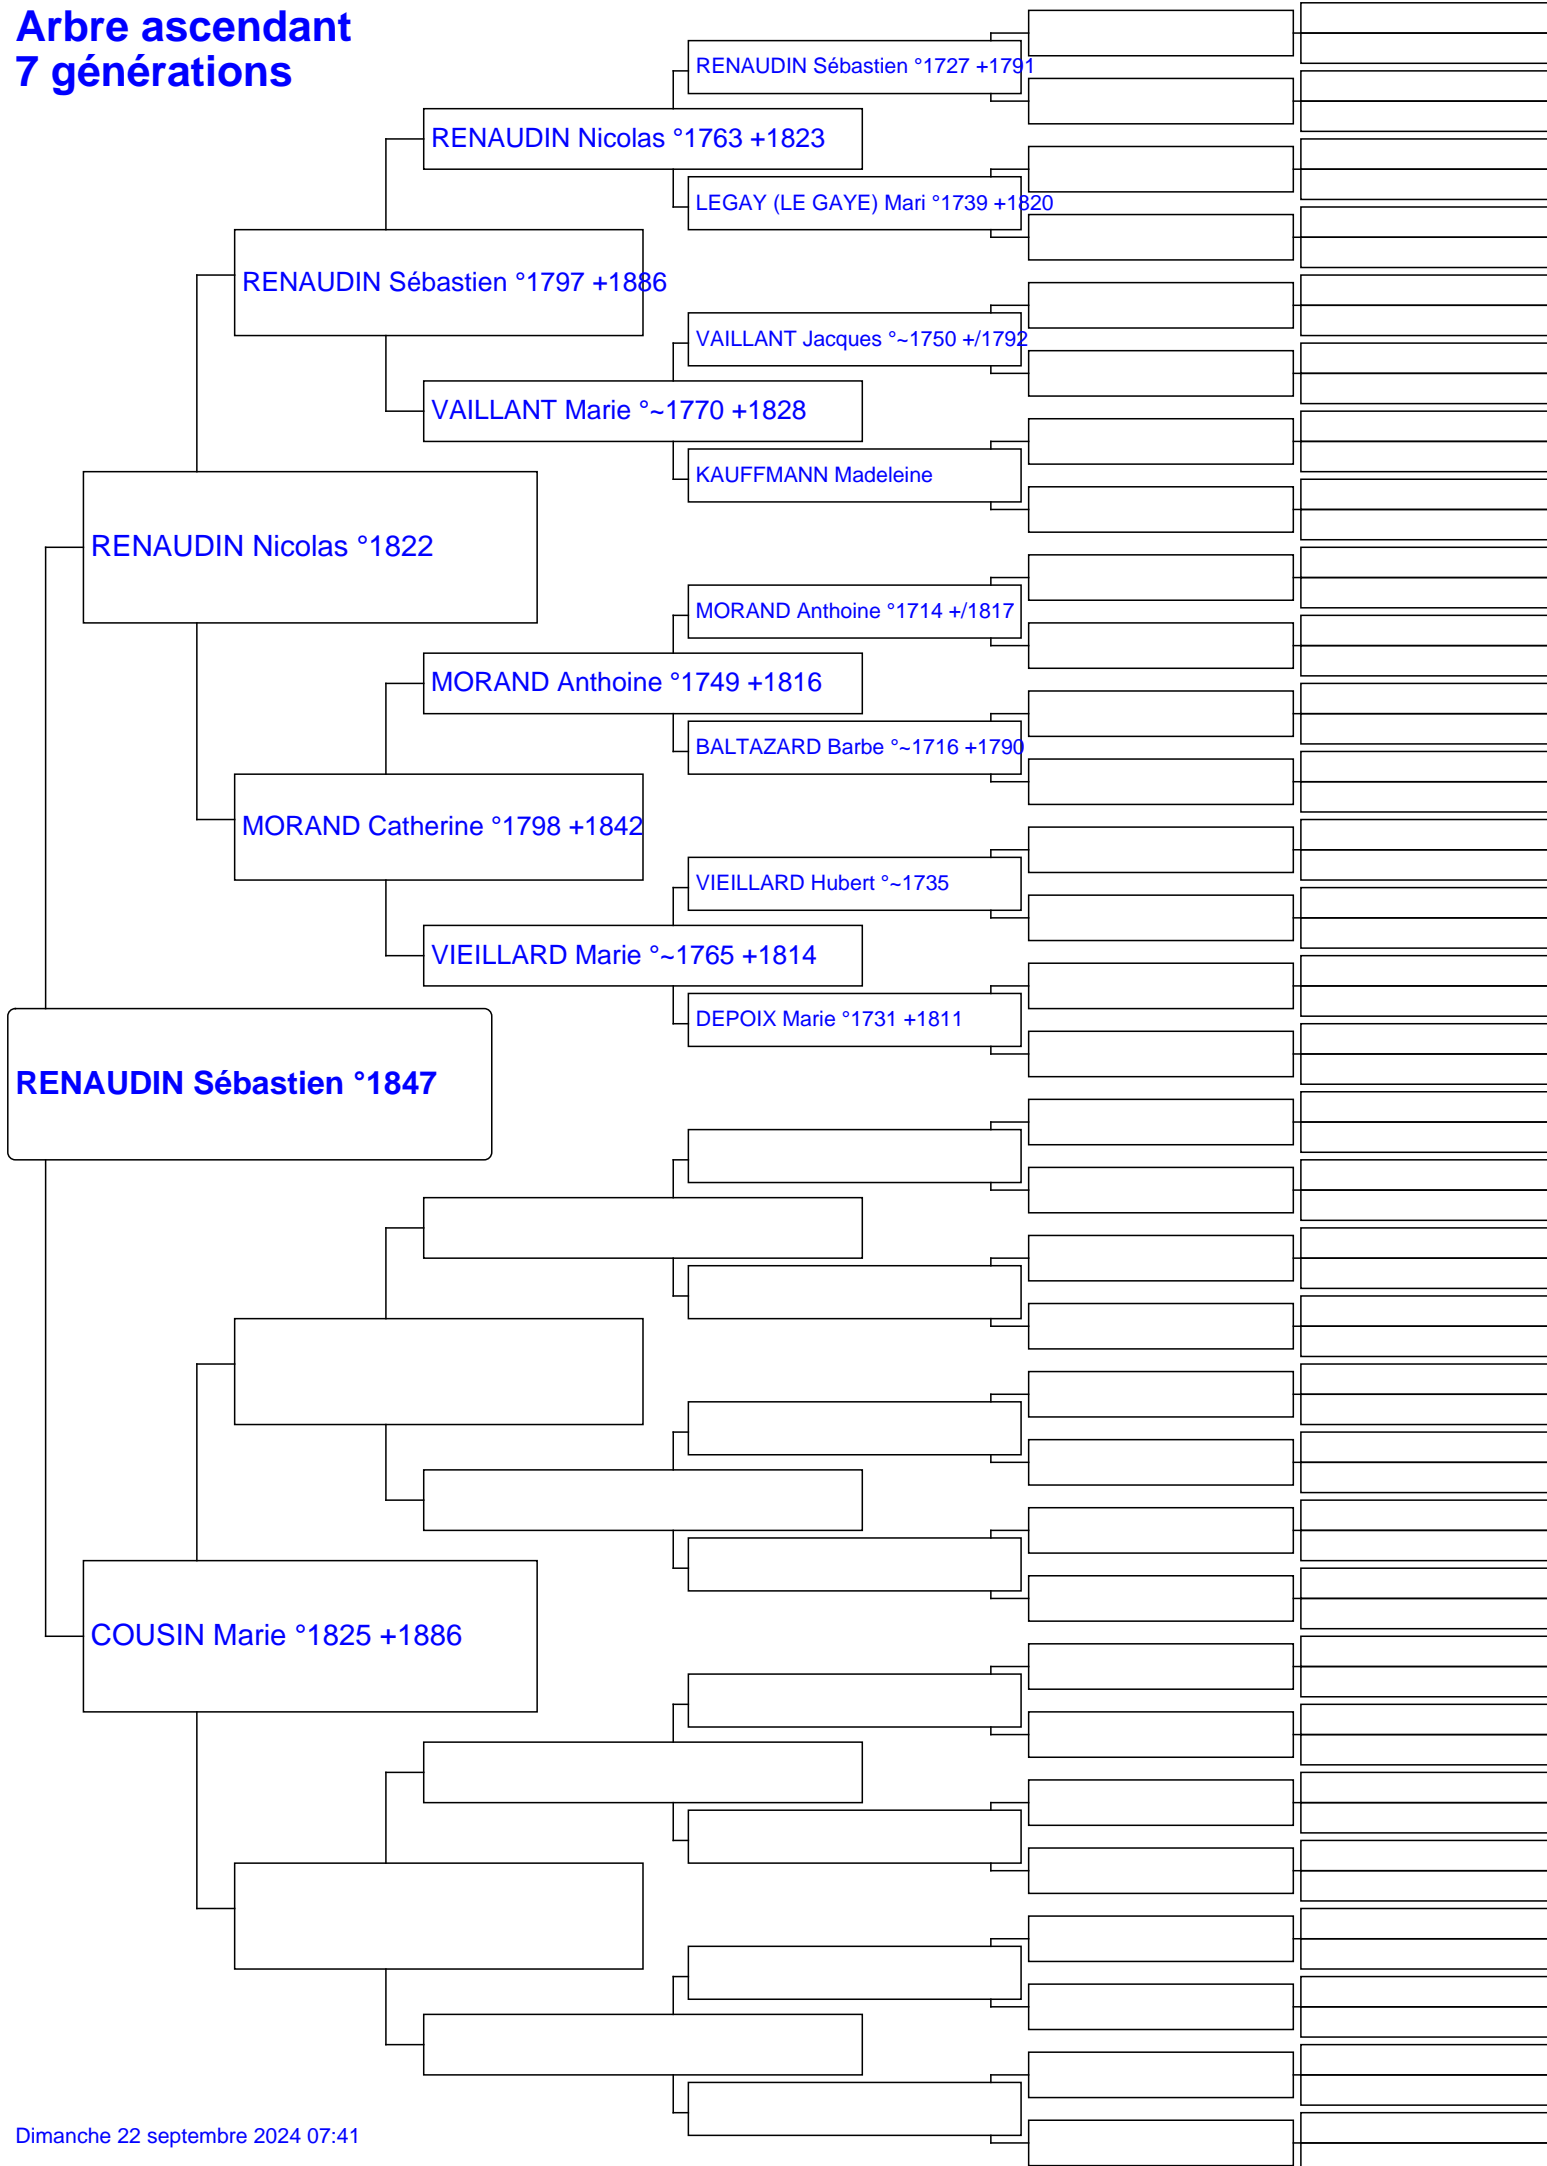 Arbre ascendant
7 générations
RENAUDIN Sébastien °1727 +1791
RENAUDIN Nicolas °1763 +1823
LEGAY (LE GAYE) Mari °1739 +1820
RENAUDIN Sébastien °1797 +1886
VAILLANT Jacques °~1750 +/1792
VAILLANT Marie °~1770 +1828
KAUFFMANN Madeleine
RENAUDIN Nicolas °1822
MORAND Anthoine °1714 +/1817
MORAND Anthoine °1749 +1816
BALTAZARD Barbe °~1716 +1790
MORAND Catherine °1798 +1842
VIEILLARD Hubert °~1735
VIEILLARD Marie °~1765 +1814
DEPOIX Marie °1731 +1811
RENAUDIN Sébastien °1847
COUSIN Marie °1825 +1886
Dimanche 22 septembre 2024 07:41